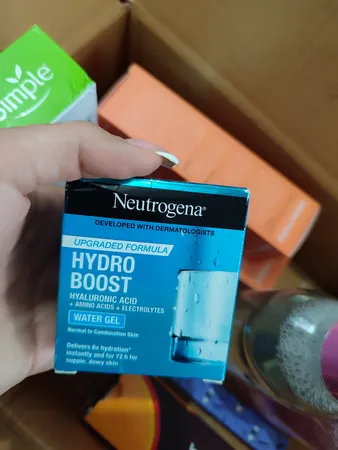 Simple
Neutrogena®
DEVELOPED WITH DERMATOLOGISTS
UPGRADED FORMULA
HYDRO
BOOST
HYALURONIC ACID
+ AMINO ACIDS + ELECTROLYTES
WATER GEL
Normal to Combination Skin
Delivers 6x hydration*
instantly and for 72 h for
supple, dewy skin